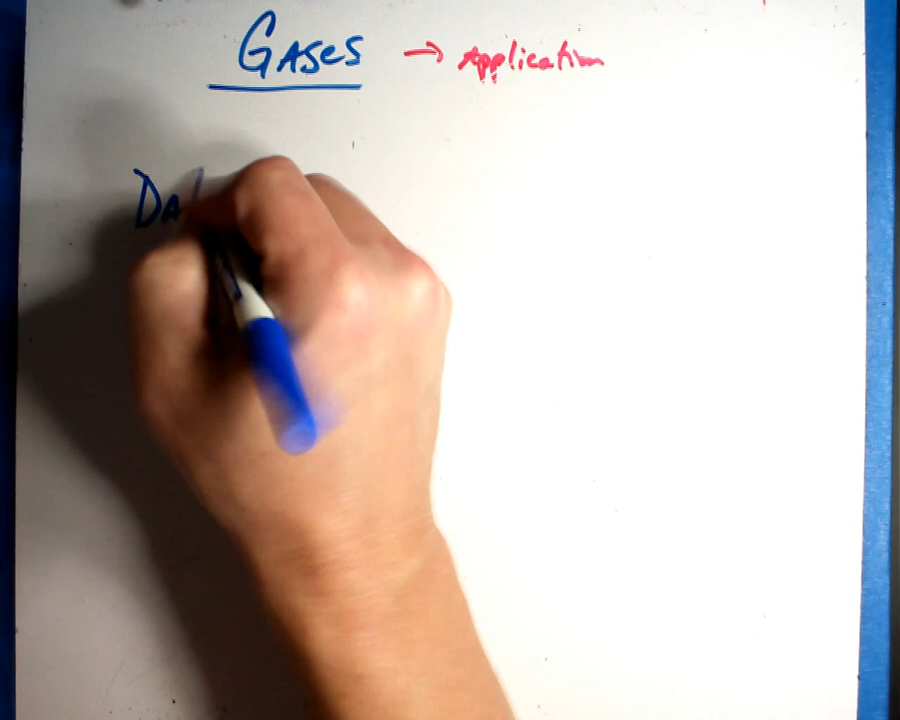 GASES → Application
DA